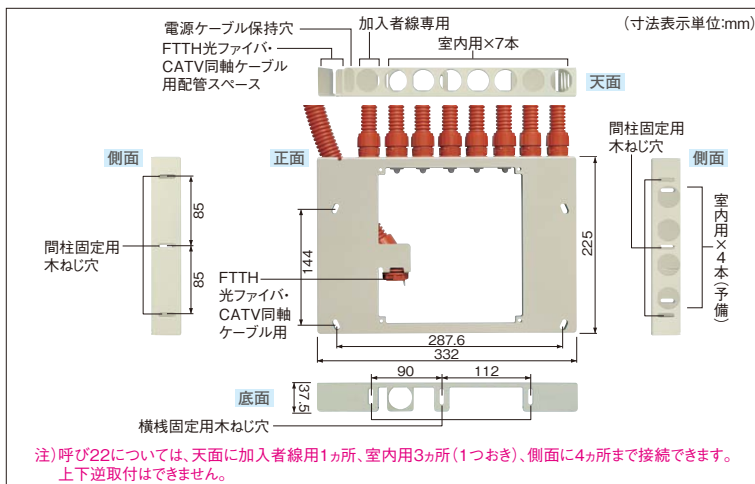 電源ケーブル保持穴
加入者線専用
(寸法表示単位:mm)
FTTH光ファイバ・
CATV同軸ケーブル
用配管スペース
室内用×7本
天面
側面
正面
間柱固定用
木ねじ穴
側面
85
85
間柱固定用
木ねじ穴
144
225
室内用×4本(予備)
FTTH
光ファイバ・
CATV同軸
ケーブル用
287.6
332
90
112
底面
37.5
横桟固定用木ねじ穴
注)呼び22については、天面に加入者線用1ヵ所、室内用3ヵ所(1つおき)、側面に4ヵ所まで接続できます。
上下逆取付はできません。